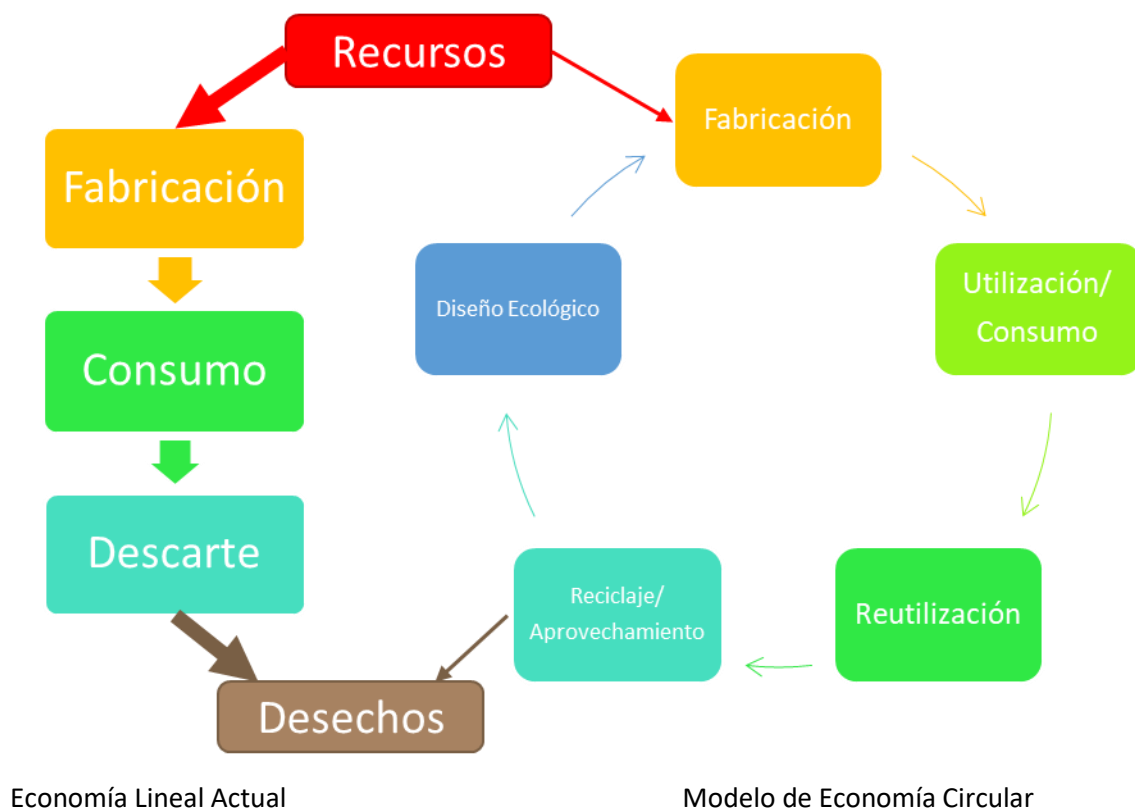 Recursos
Fabricación
Consumo
Descarte
Desechos
Fabricación
Utilización/
Consumo
Reutilización
Reciclaje/
Aprovechamiento
Diseño Ecológico
Economía Lineal Actual
Modelo de Economía Circular